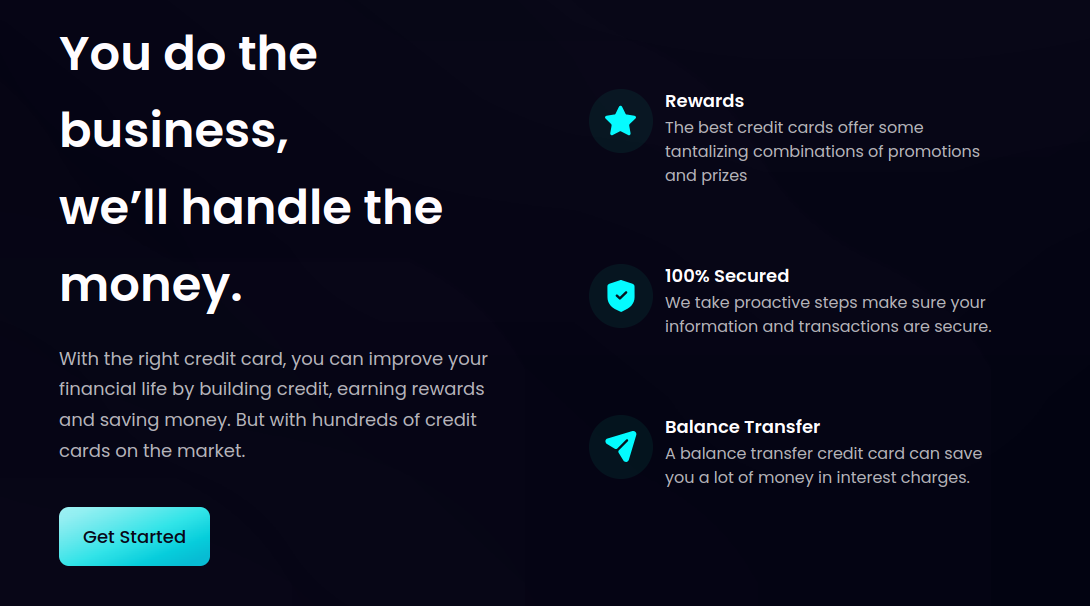 You do the
business,
we’ll handle the
money.
With the right credit card, you can improve your
financial life by building credit, earning rewards
and saving money. But with hundreds of credit
cards on the market.
Get Started
Rewards
The best credit cards offer some
tantalizing combinations of promotions
and prizes
100% Secured
We take proactive steps make sure your
information and transactions are secure.
Balance Transfer
A balance transfer credit card can save
you a lot of money in interest charges.